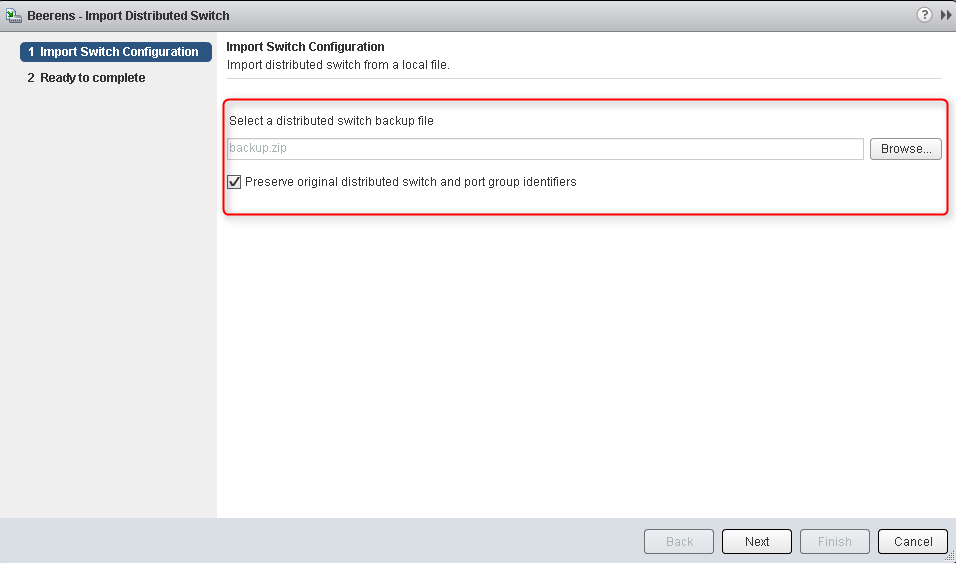 Beerens - Import Distributed Switch
?
1 Import Switch Configuration
2 Ready to complete
Import Switch Configuration
Import distributed switch from a local file.
Select a distributed switch backup file
backup.zip
Browse...
Preserve original distributed switch and port group identifiers
Back
Next
Finish
Cancel